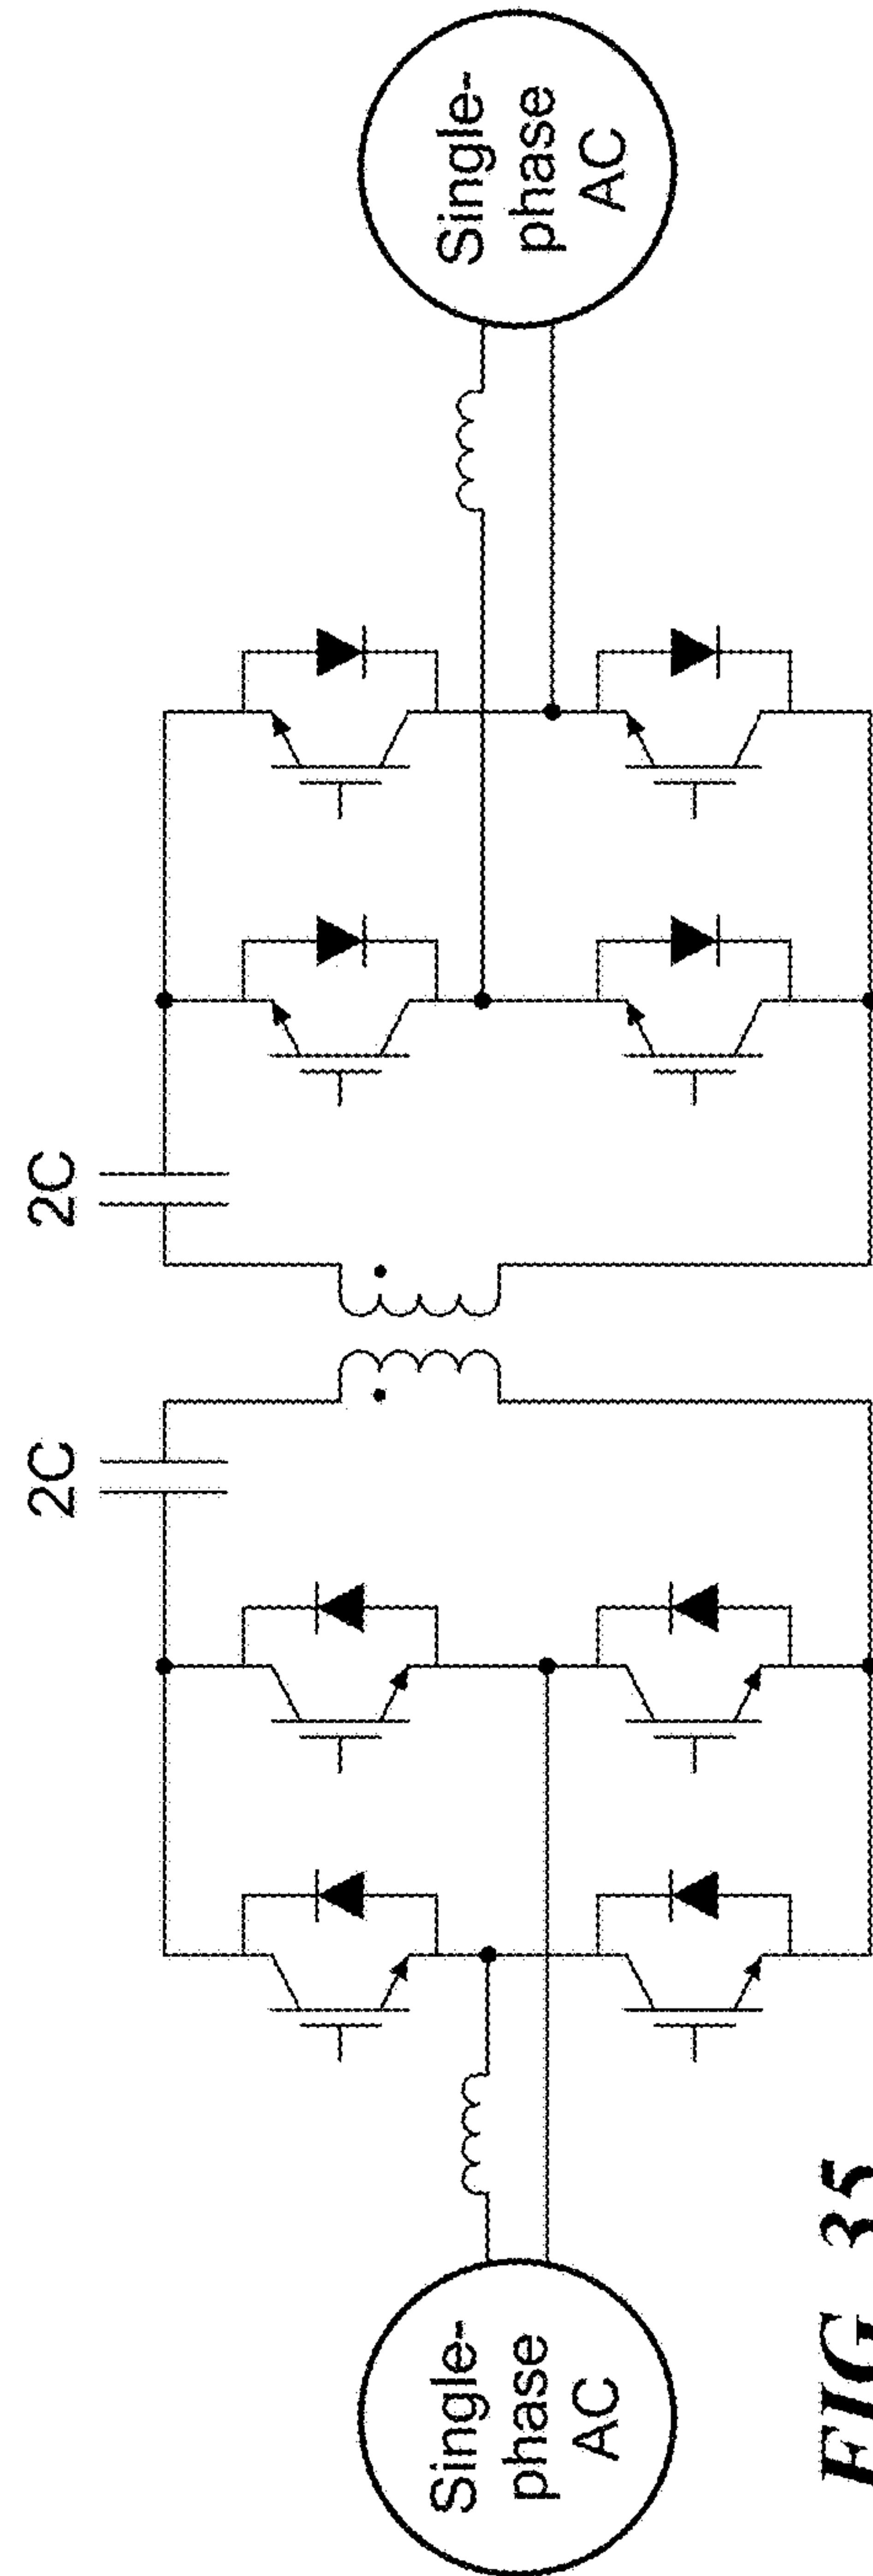 Single-
phase
AC
2C
2C
Single-
phase
AC
FIG. 35